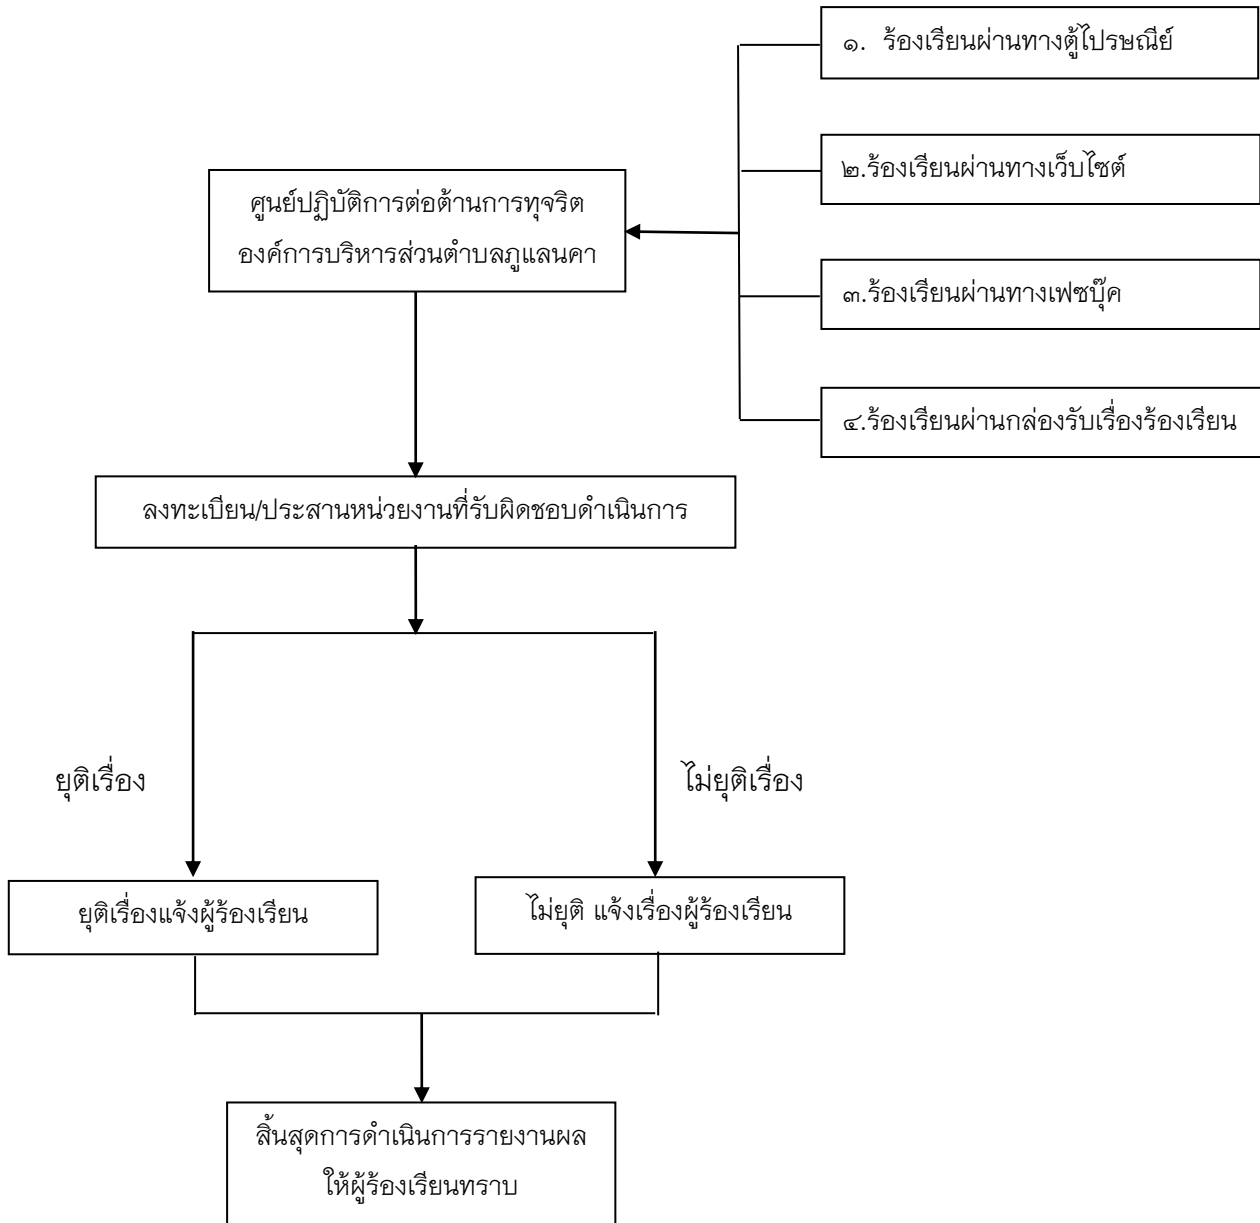 ๑. ร้องเรียนผ่านทางตู้ไปรษณีย์
๒.ร้องเรียนผ่านทางเว็บไซต์
ศูนย์ปฏิบัติการต่อต้านการทุจริต
องค์การบริหารส่วนตำบลภูแลนคา
๓.ร้องเรียนผ่านทางเฟซบุ๊ค
๔.ร้องเรียนผ่านกล่องรับเรื่องร้องเรียน
ลงทะเบียน/ประสานหน่วยงานที่รับผิดชอบดำเนินการ
ยุติเรื่อง
ไม่ยุติเรื่อง
ยุติเรื่องแจ้งผู้ร้องเรียน
ไม่ยุติ แจ้งเรื่องผู้ร้องเรียน
สิ้นสุดการดำเนินการรายงานผล
ให้ผู้ร้องเรียนทราบ